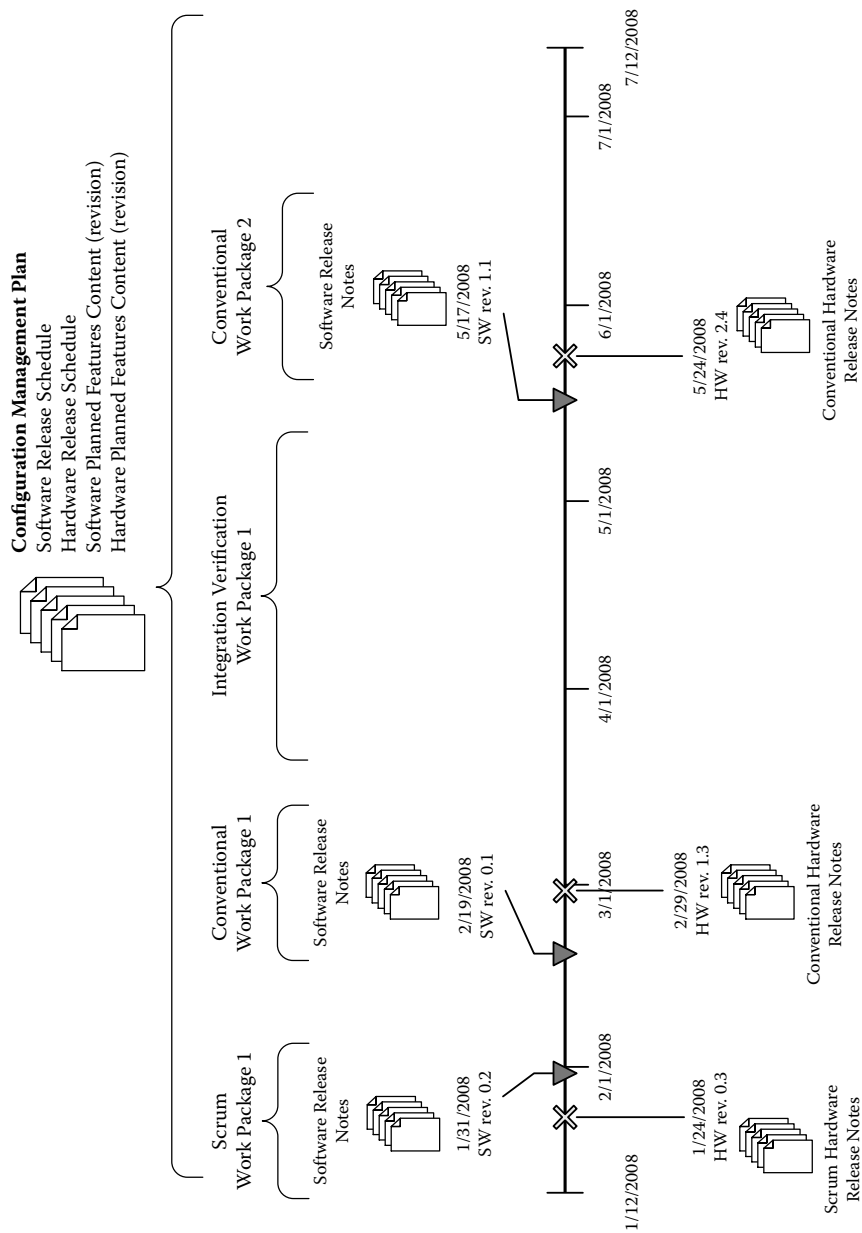 Configuration Management Plan
Software Release Schedule
Hardware Release Schedule
Software Planned Features Content (revision)
Hardware Planned Features Content (revision)
Scrum
Work Package 1
Conventional
Work Package 1
Integration Verification
Work Package 1
Conventional
Work Package 2
Software Release
Notes
Software Release
Notes
Software Release
Notes
1/31/2008
SW rev. 0.2
2/19/2008
SW rev. 0.1
5/17/2008
SW rev. 1.1
1/12/2008
2/1/2008
3/1/2008
4/1/2008
5/1/2008
6/1/2008
7/1/2008
7/12/2008
1/24/2008
HW rev. 0.3
2/29/2008
HW rev. 1.3
5/24/2008
HW rev. 2.4
Scrum Hardware
Release Notes
Conventional Hardware
Release Notes
Conventional Hardware
Release Notes